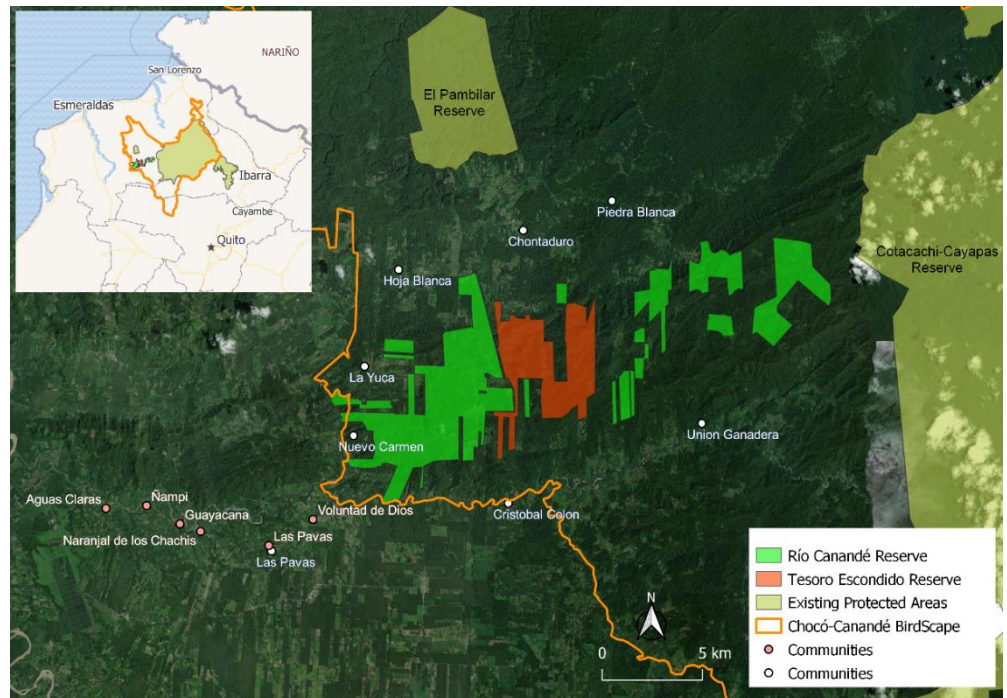 NARIÑO
San Lorenzo
Esmeraldas
Ibarra
Cayambe
Quito
El Pambilar
Reserve
Piedra Blanca
Chontaduro
Cotacachi-Cayapas
Reserve
Hoja Blanca
La Yuca
Union Ganadera
Nuevo Carmen
Aguas Claras
Ñampi
Guayacana
Voluntad de Dios
Cristobal Colon
Naranjal de los Chachis
Las Pavas
Las Pavas
Río Canandé Reserve
Tesoro Escondido Reserve
Existing Protected Areas
Chocó-Canandé BirdScape
Communities
Communities
N
0 5 km